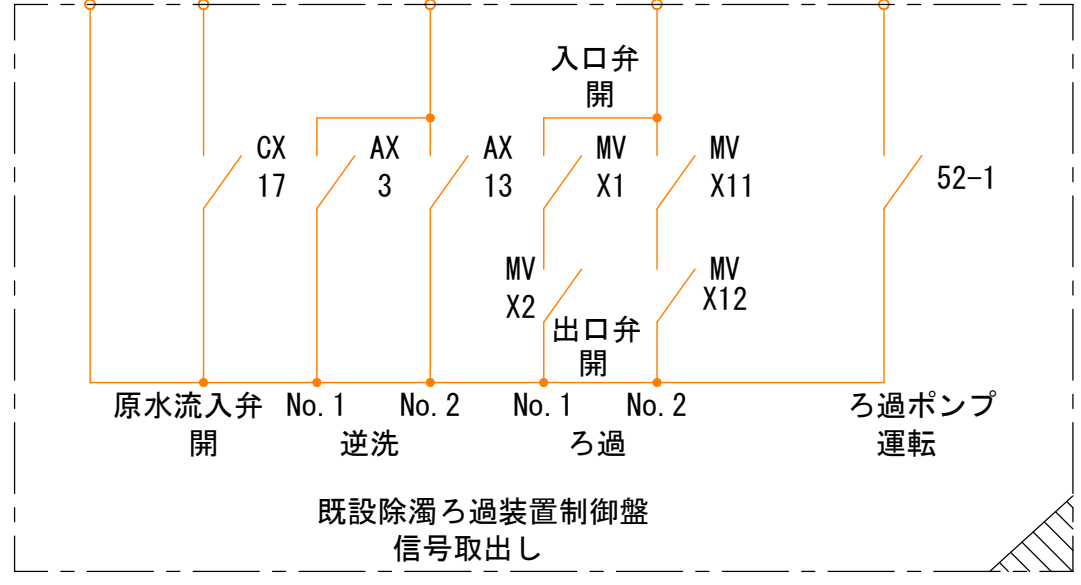 入口弁
開
CX
17
AX
3
AX
13
MV
X1
MV
X11
52-1
MV
X2
MV
X12
出口弁
開
原水流入弁
開
No.1
No.2
逆洗
No.1
No.2
ろ過
ろ過ポンプ
運転
既設除濁ろ過装置制御盤
信号取出し